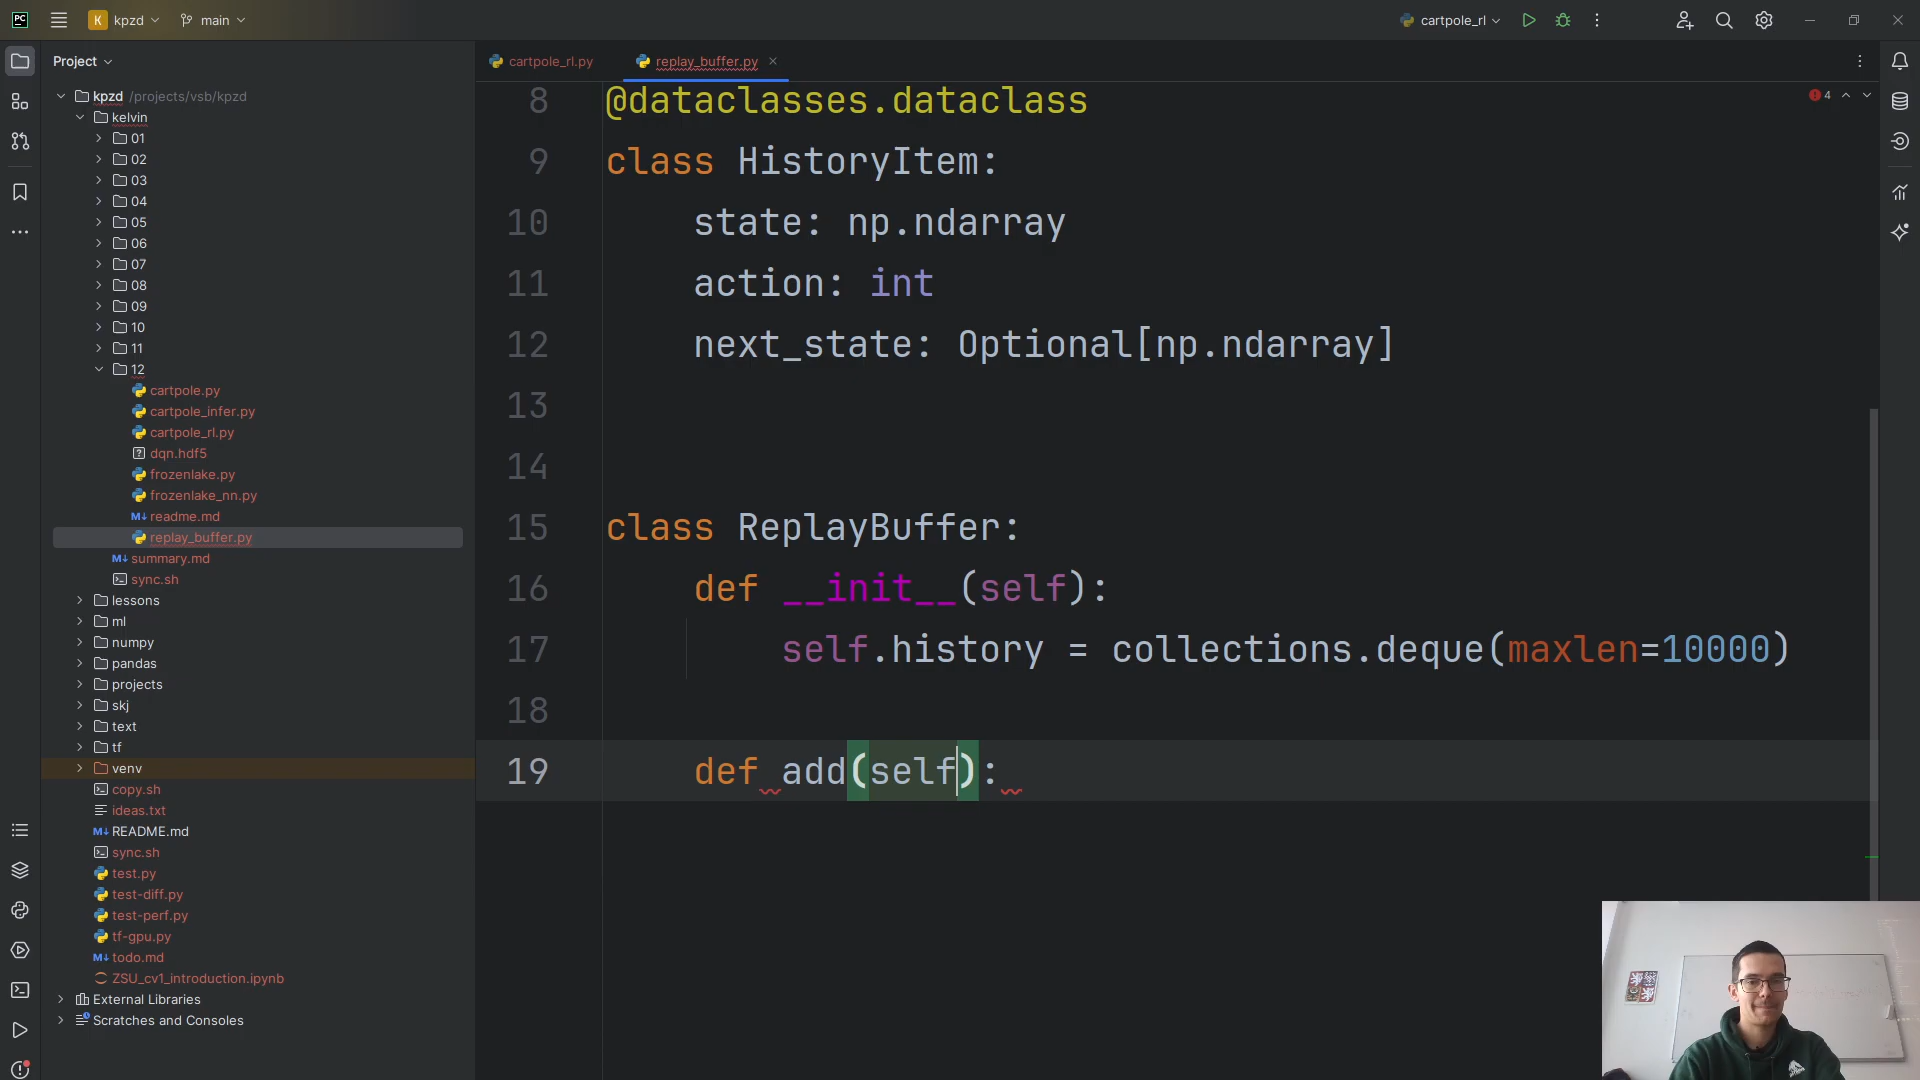 PC
K kpzd
main
cartpole_rl
Project
cartpole_rl.py
replay_buffer.py
kpzd /projects/vsb/kpzd
kelvin
01
02
03
04
05
06
07
08
09
10
11
12
cartpole.py
cartpole_infer.py
cartpole_rl.py
dqn.hdf5
frozenlake.py
frozenlake_nn.py
readme.md
replay_buffer.py
summary.md
sync.sh
lessons
ml
numpy
pandas
projects
skj
text
tf
venv
copy.sh
ideas.txt
README.md
sync.sh
test.py
test-diff.py
test-perf.py
tf-gpu.py
todo.md
ZSU_cv1_introduction.ipynb
External Libraries
Scratches and Consoles
4
8 @dataclasses.dataclass
9 class HistoryItem:
10 state: np.ndarray
11 action: int
12 next_state: Optional[np.ndarray]
13
14
15 class ReplayBuffer:
16 def __init__(self):
17 self.history = collections.deque(maxlen=10000)
18
19 def add(self):